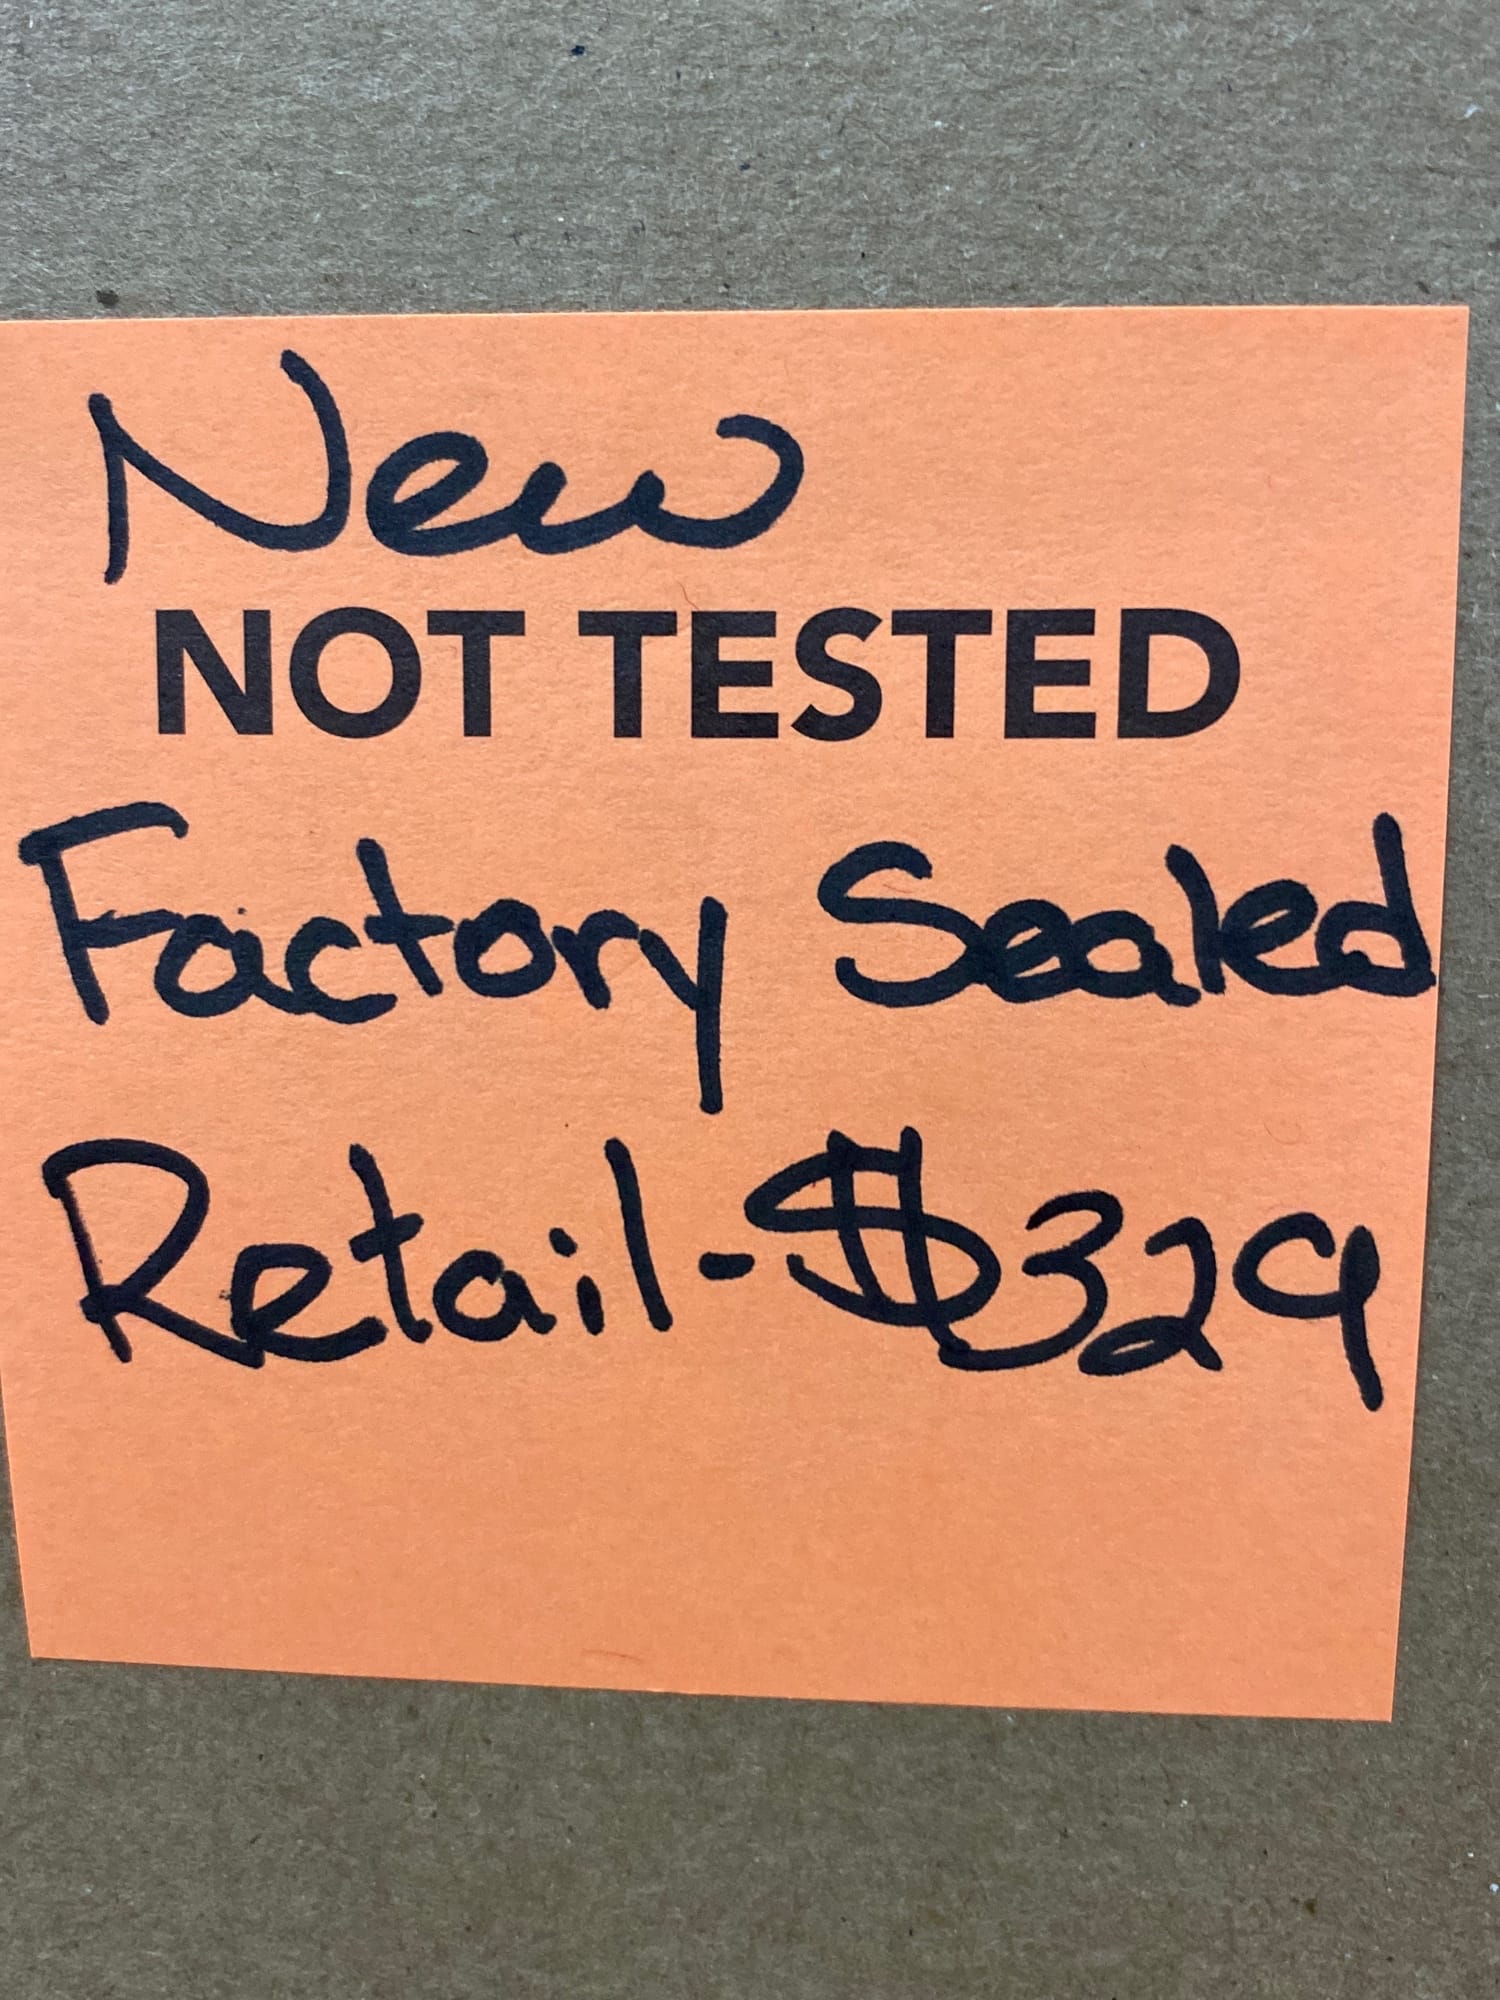 New
NOT TESTED
Factory Sealed
Retail-$329